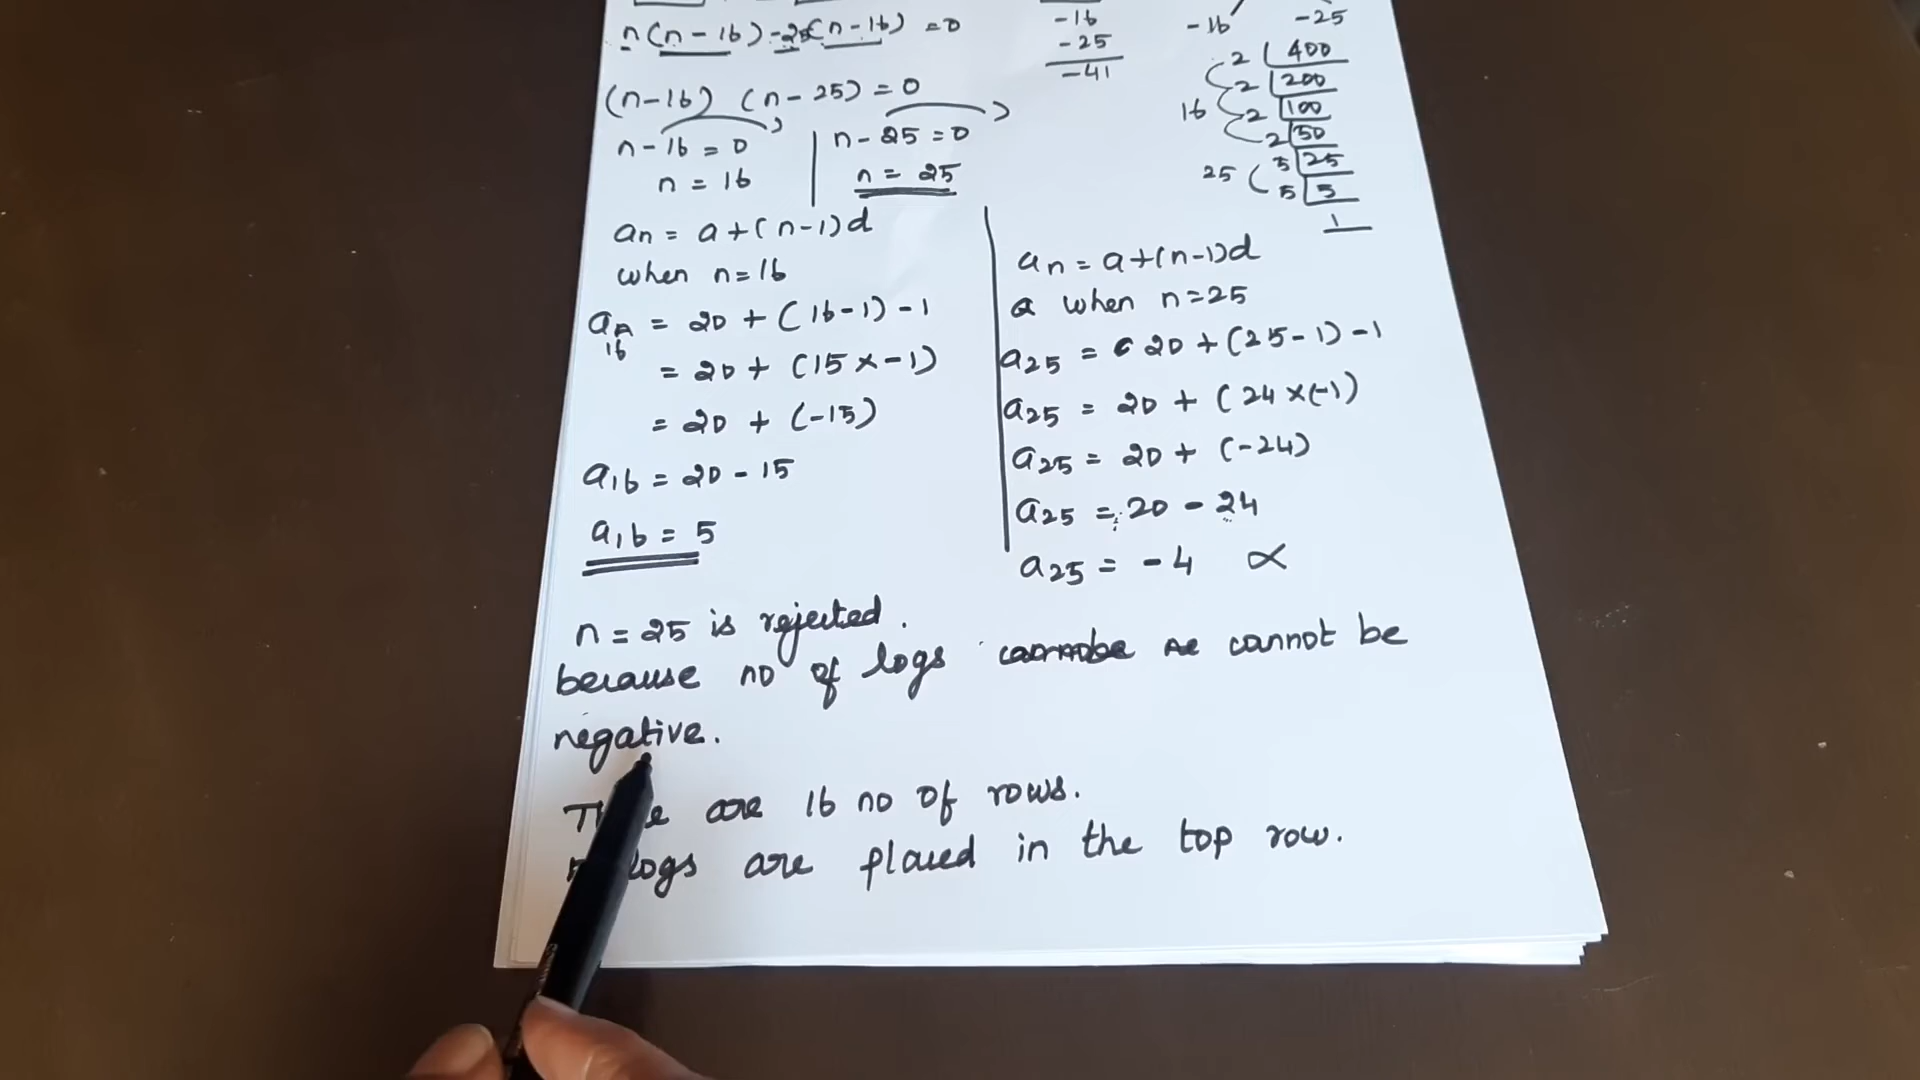 n(n-16)-25(n-16) =0
(n-16) (n-25)=0
n-16=0
n=16
n-25=0
n=25
-16
-25
-41
-16 -25
2 400
2 200
16 2 100
2 50
25 5 25
5 5
1
an = a+(n-1)d
when n=16
a16 = 20+(16-1)-1
= 20+ (15×-1)
= 20 + (-15)
a16 = 20-15
a16 = 5
an = a+(n-1)d
when n=25
a25 = 20+(25-1)-1
a25 = 20+(24×(-1)
a25 = 20+ (-24)
a25 = 20-24
a25 = -4
n=25 is rejected.
because no of logs cannot be
negative.
are 16 no of rows.
logs are placed in the top row.